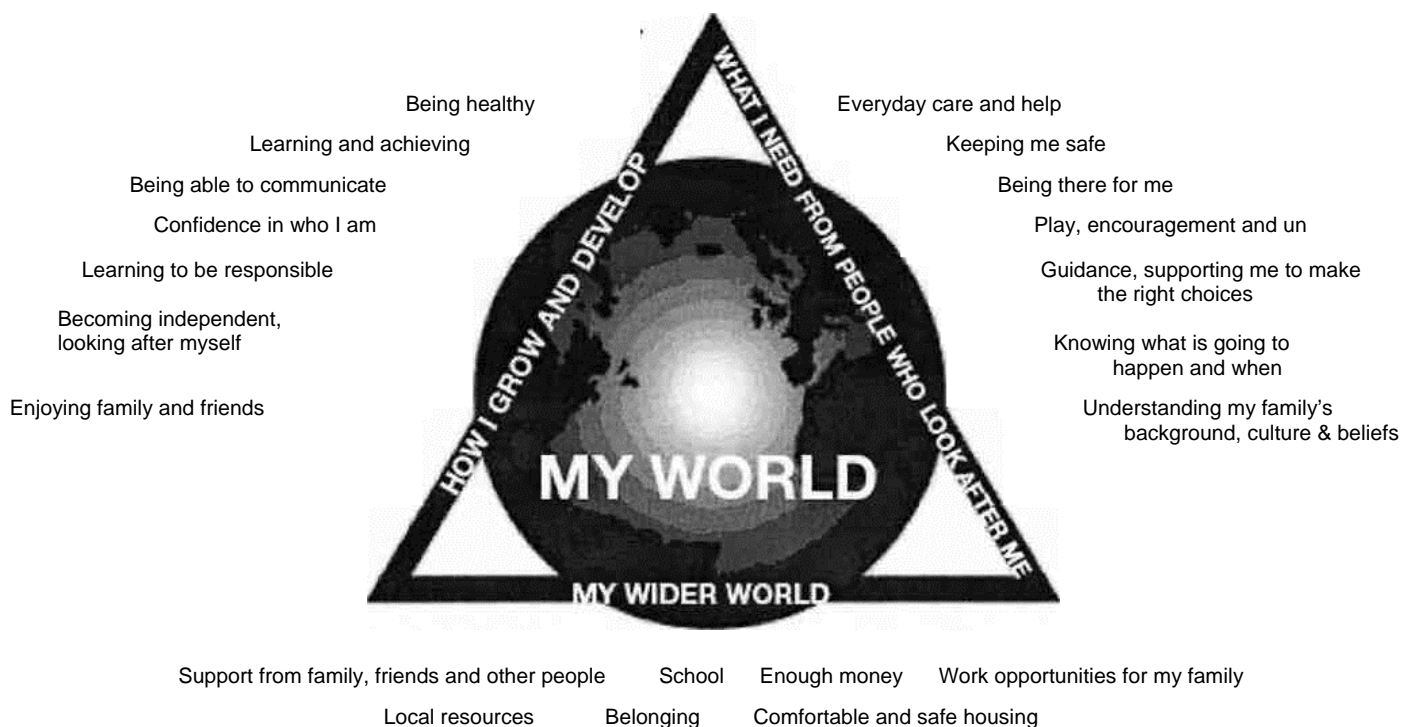 Being healthy
Learning and achieving
Being able to communicate
Confidence in who I am
Learning to be responsible
Becoming independent,
looking after myself
Enjoying family and friends
HOW I GROW AND DEVELOP
WHAT I NEED FROM PEOPLE WHO LOOK AFTER ME
Everyday care and help
Keeping me safe
Being there for me
Play, encouragement and un
Guidance, supporting me to make
the right choices
Knowing what is going to
happen and when
Understanding my family’s
background, culture & beliefs
MY WORLD
MY WIDER WORLD
Support from family, friends and other people School Enough money Work opportunities for my family
Local resources Belonging Comfortable and safe housing